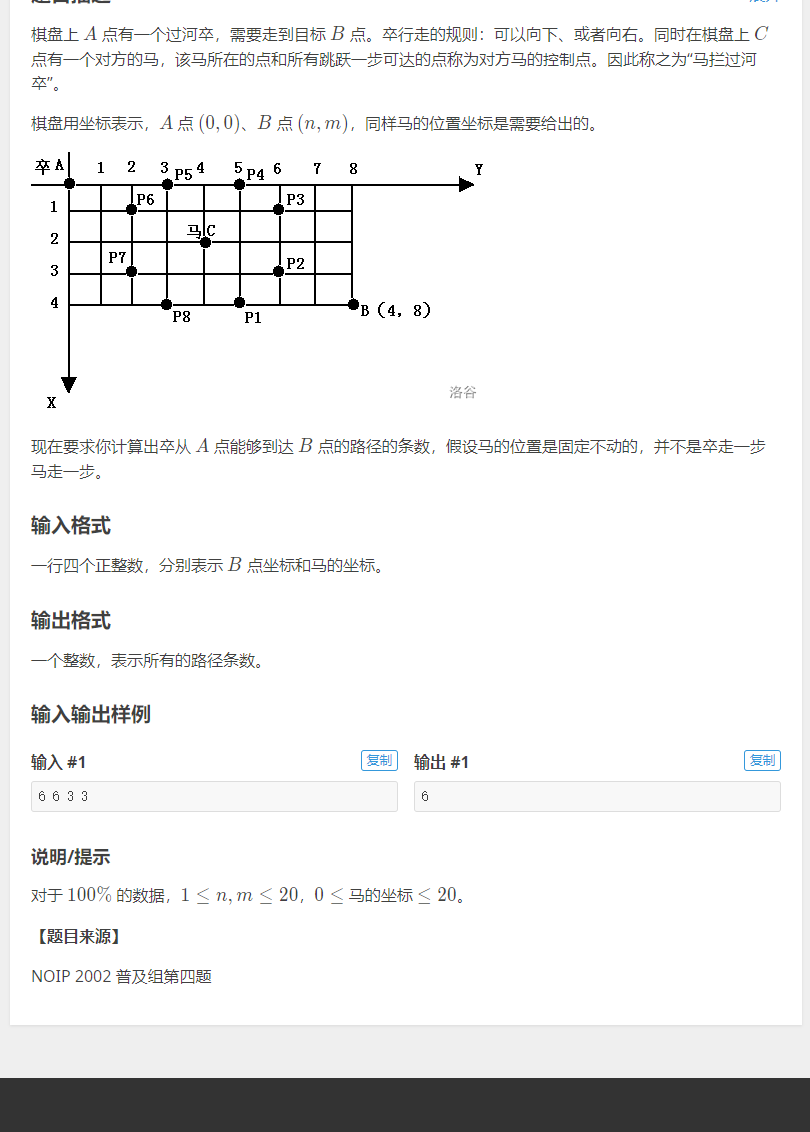 棋盘上 A 点有一个过河卒，需要走到目标 B 点。卒行走的规则：可以向下、或者向右。同时在棋盘上 C
点有一个对方的马，该马所在的点和所有跳跃一步可达的点称为对方马的控制点。因此称之为“马拦过河
卒”。
棋盘用坐标表示，A 点 (0, 0)、B 点 (n, m)，同样马的位置坐标是需要给出的。
卒 A 1 2 3 P5 4 5 P4 6 7 8 Y
1 P6 P3
2 马 C
3 P7 P2
4 P8 P1 B (4, 8)
X
洛谷
现在要求你计算出卒从 A 点能够到达 B 点的路径的条数，假设马的位置是固定不动的，并不是卒走一步
马走一步。
输入格式
一行四个正整数，分别表示 B 点坐标和马的坐标。
输出格式
一个整数，表示所有的路径条数。
输入输出样例
输入 #1 复制 输出 #1 复制
6 6 3 3 6
说明/提示
对于 100% 的数据，1 ≤ n, m ≤ 20，0 ≤ 马的坐标 ≤ 20。
【题目来源】
NOIP 2002 普及组第四题